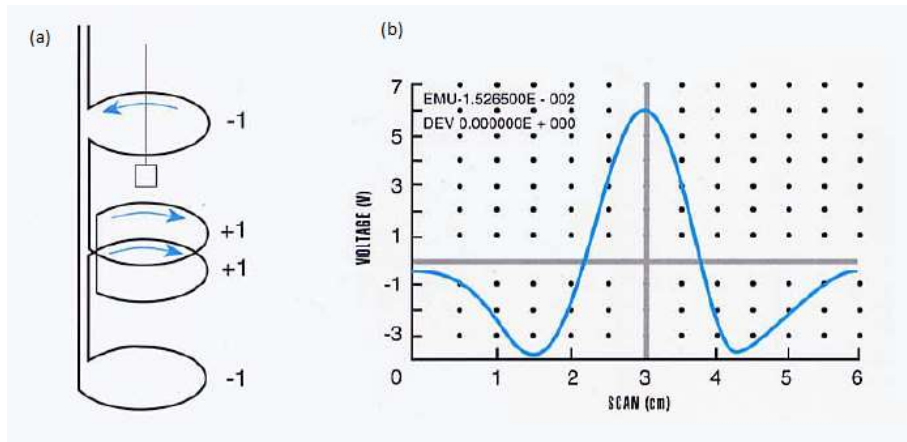 (a)
-1
+1
+1
-1
(b)
7
5
3
1
-1
-3
VOLTAGE (V)
EMU-1.526500E - 002
DEV 0.000000E + 000
0 1 2 3 4 5 6
SCAN (cm)